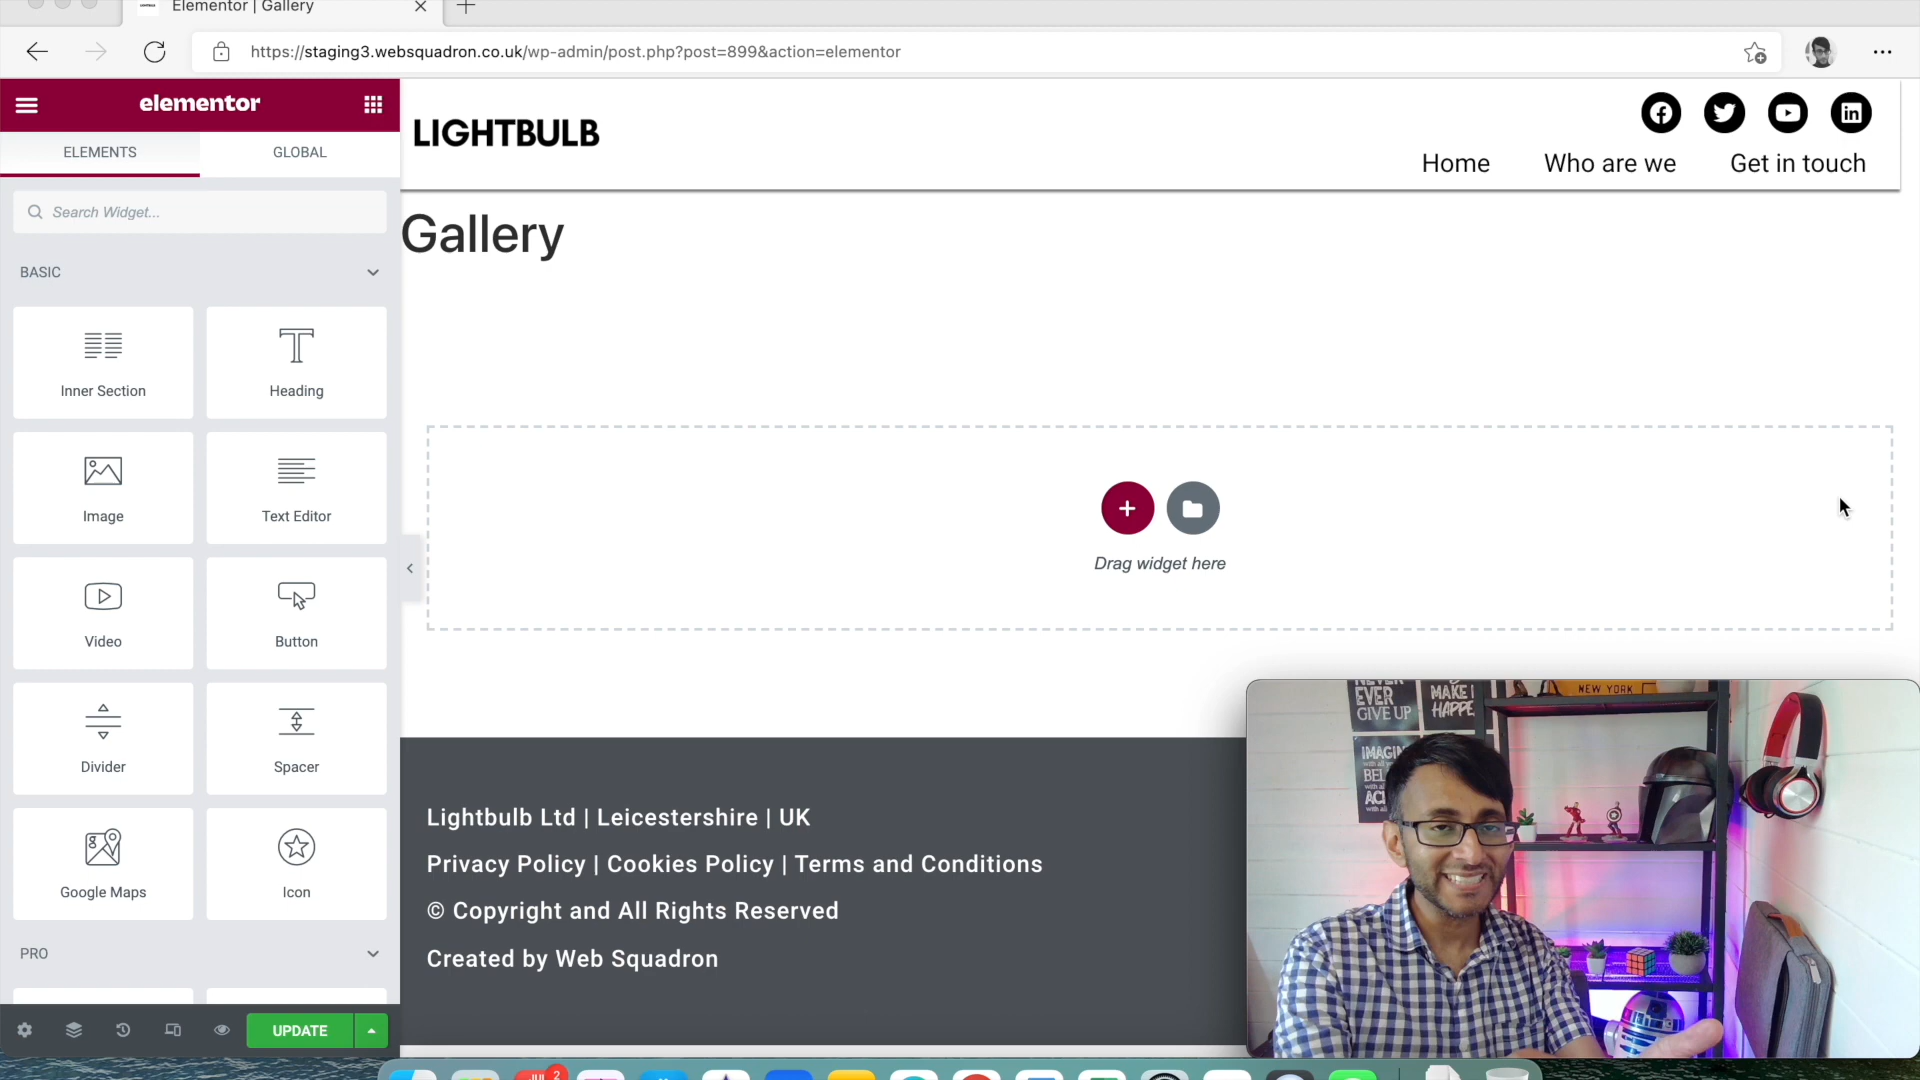 Elementor | Gallery
https://staging3.websquadron.co.uk/wp-admin/post.php?post=899&action=elementor
elementor
ELEMENTS
GLOBAL
Search Widget...
BASIC
Inner Section
Heading
Image
Text Editor
Video
Button
Divider
Spacer
Google Maps
Icon
PRO
UPDATE
LIGHTBULB
Home
Who are we
Get in touch
Gallery
Drag widget here
Lightbulb Ltd | Leicestershire | UK
Privacy Policy | Cookies Policy | Terms and Conditions
© Copyright and All Rights Reserved
Created by Web Squadron
NEVER
EVER
GIVE UP
MAKE
NEW YORK
2